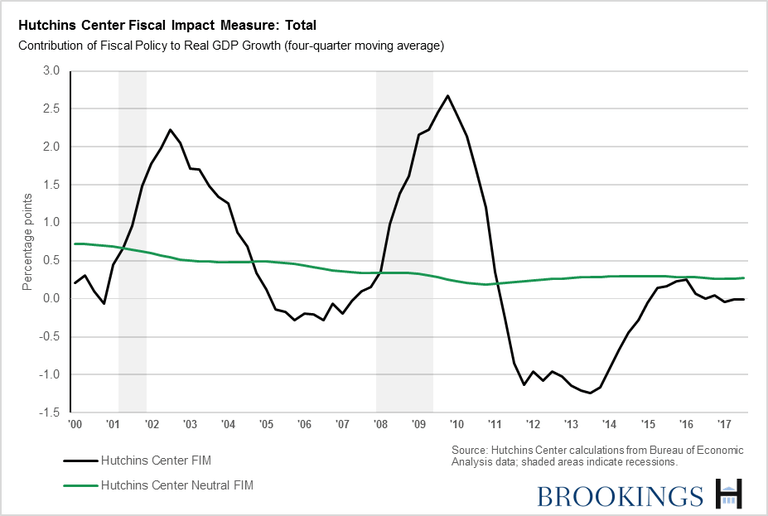 Hutchins Center Fiscal Impact Measure: Total
Contribution of Fiscal Policy to Real GDP Growth (four-quarter moving average)
3.0
2.5
2.0
1.5
1.0
0.5
0.0
-0.5
-1.0
-1.5
Percentage points
'00 '01 '02 '03 '04 '05 '06 '07 '08 '09 '10 '11 '12 '13 '14 '15 '16 '17
Hutchins Center FIM
Hutchins Center Neutral FIM
Source: Hutchins Center calculations from Bureau of Economic
Analysis data; shaded areas indicate recessions.
BROOKINGS H